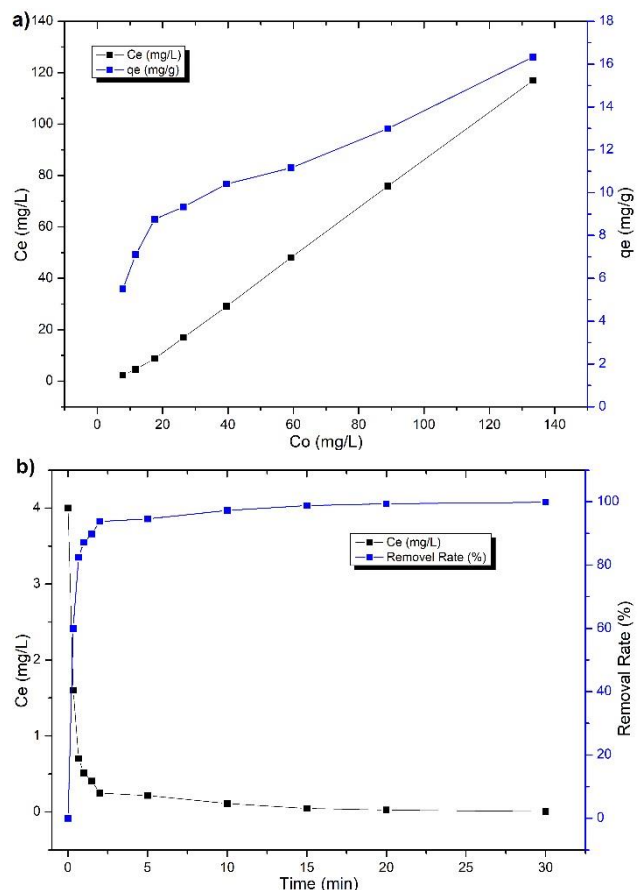 a)
140
120
100
80
60
40
20
0
Ce (mg/L)
Ce (mg/L)
qe (mg/g)
18
16
14
12
10
8
6
4
2
0
qe (mg/g)
0 20 40 60 80 100 120 140
Co (mg/L)
b)
4
3
2
1
0
Ce (mg/L)
Ce (mg/L)
Removel Rate (%)
100
80
60
40
20
0
Removal Rate (%)
0 5 10 15 20 25 30
Time (min)